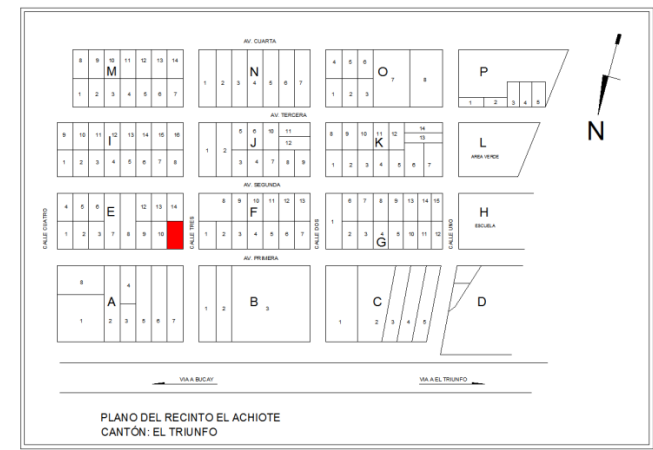 AV. CUARTA
8 9 10 11 12 13 14
M
1 2 3 4 5 6 7
N
1 2 3 4 5 6 7
4 5 6
O
7 8
1 2 3
P
1 2 3 4 5
N
AV. TERCERA
9 10 11 12 13 14 15 16
I
1 2 3 4 5 6 7 8
5 6 10 11
12
J
1 2
3 4 7 8 9
8 9 10 11 12 14
13
K
1 2 3 4 5 6 7
L
AREA VERDE
AV. SEGUNDA
CALLE CUATRO
4 5 6
E
12 13 14
1 2 3 7 8 9 10
CALLE TRES
8 9 10 11 12 13
F
1 2 3 4 5 6 7
CALLE DOS
6 7 8 9 10 14 15
1
G
2 3 4 5 10 11 12
CALLE UNO
H
ESCUELA
AV. PRIMERA
8
4
A
1 2 3 5 6 7
B
1 2 3
C
1 2 3 4 5
D
VIA A BUCAY
VIA A EL TRIUNFO
PLANO DEL RECINTO EL ACHIOTE
CANTÓN: EL TRIUNFO